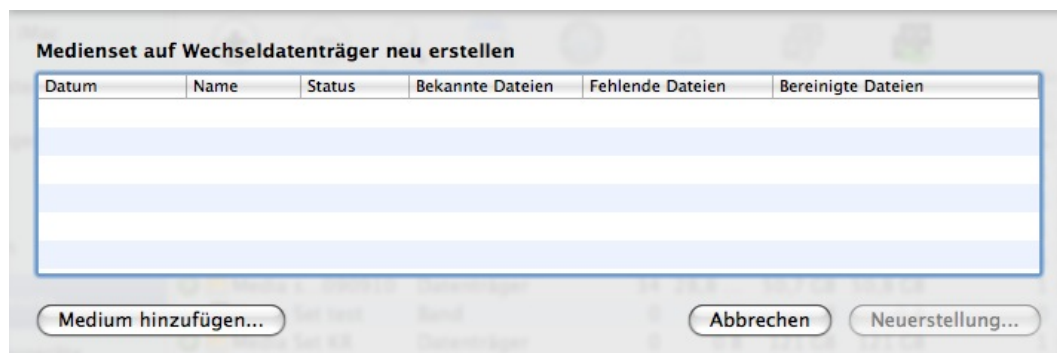 Medienset auf Wechseldatenträger neu erstellen
Datum Name Status Bekannte Dateien Fehlende Dateien Bereinigte Dateien
Medium hinzufügen... Abbrechen Neuerstellung...